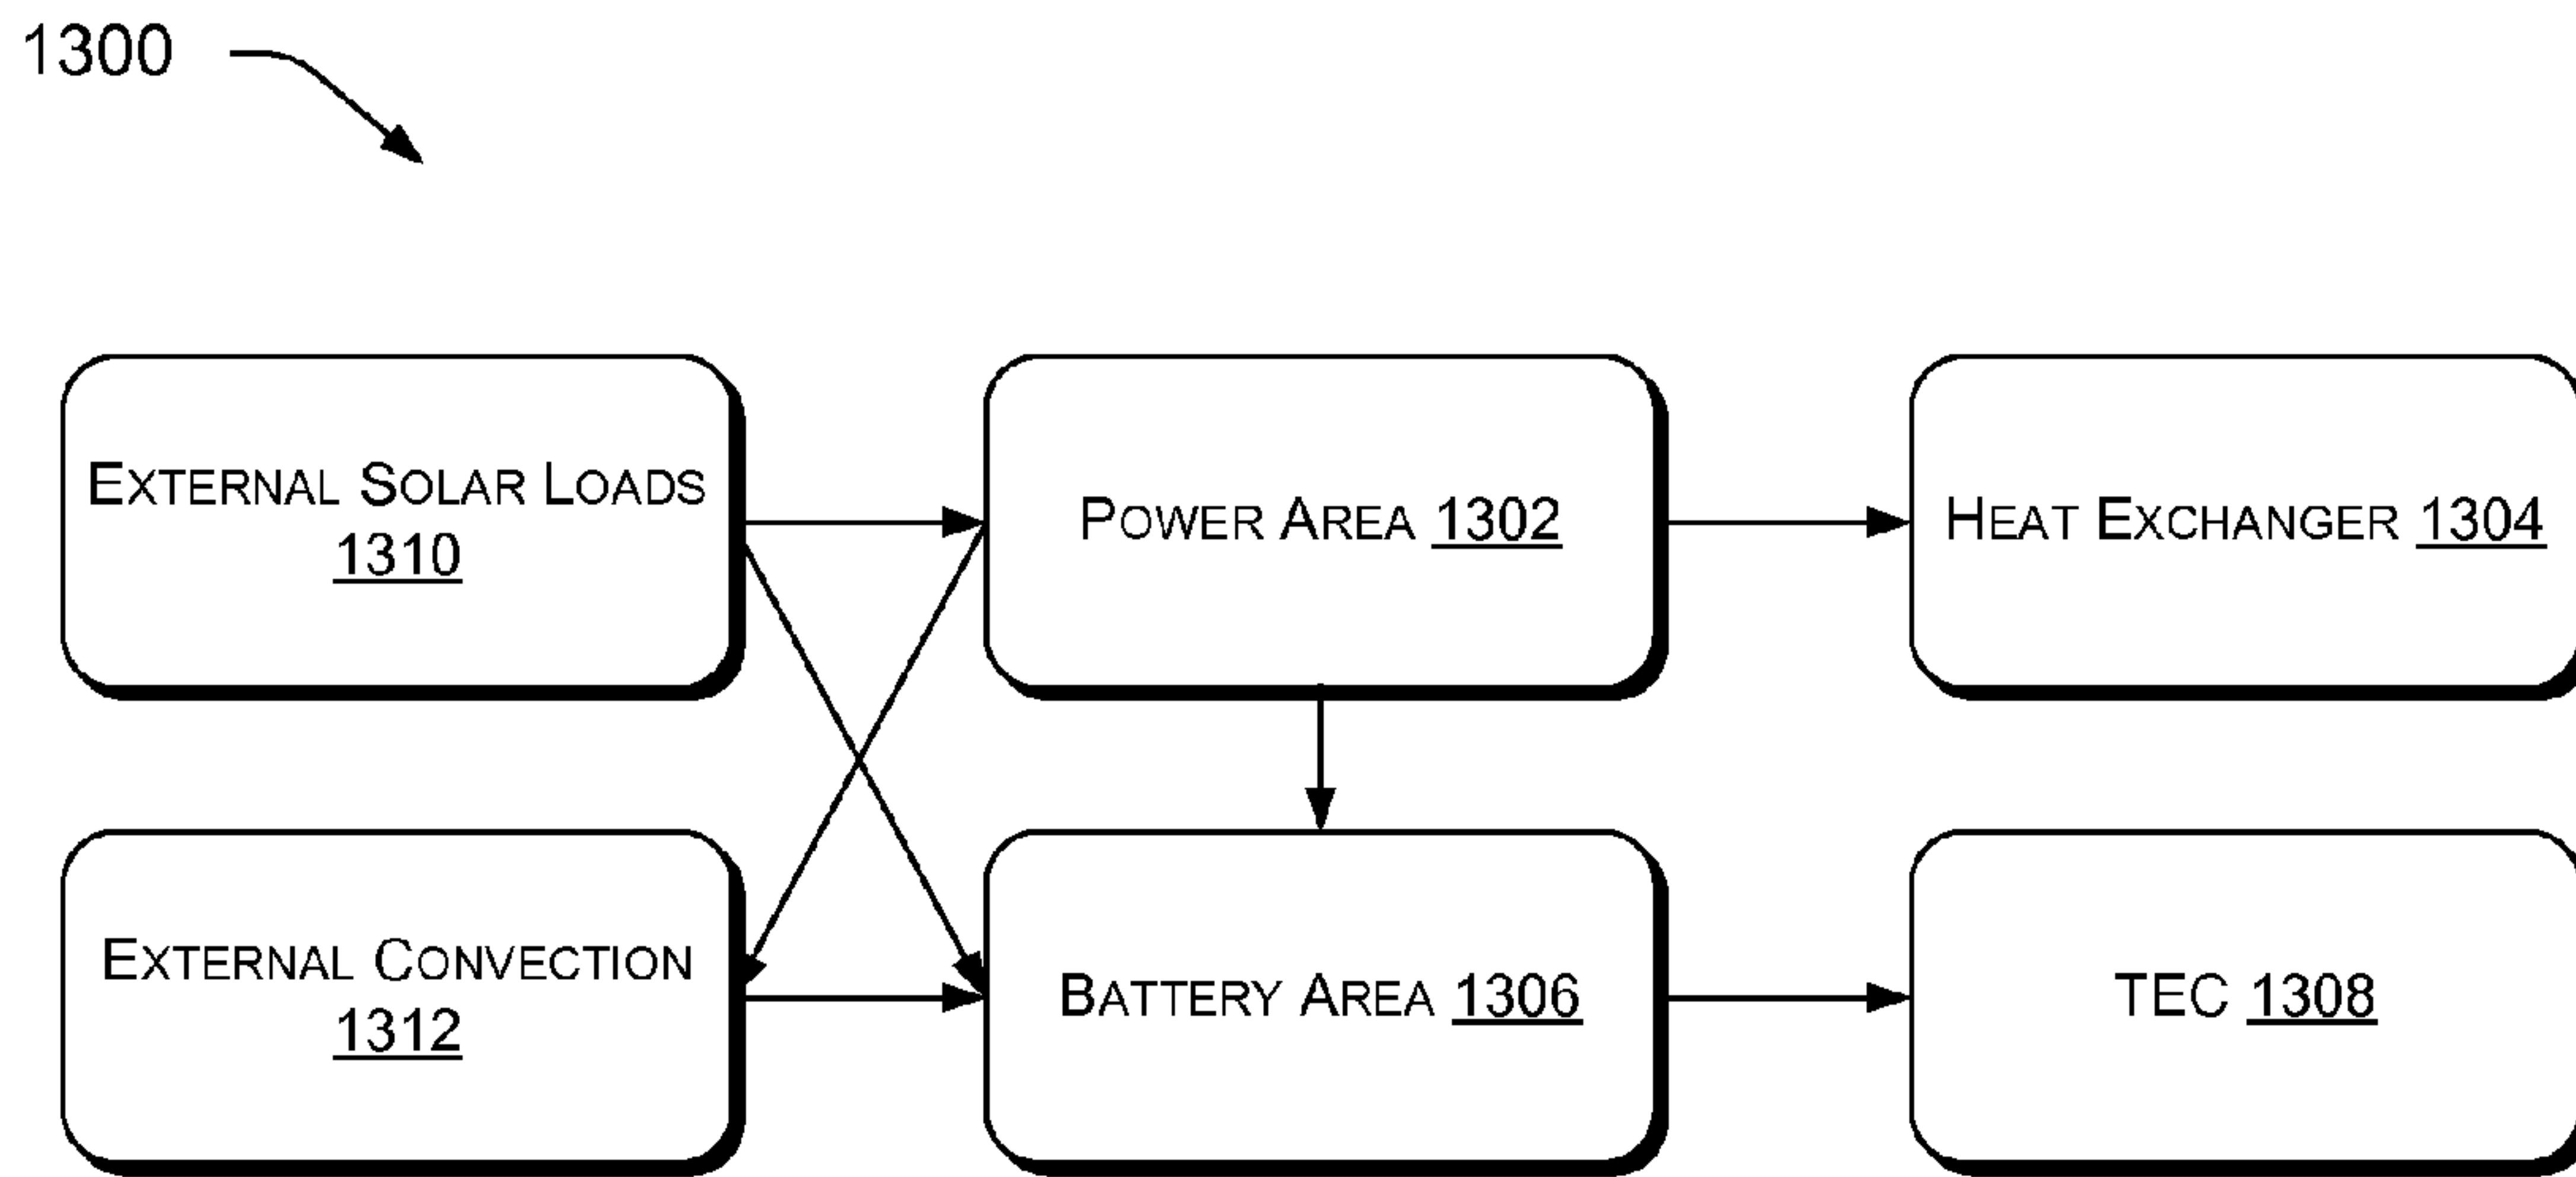 1300
EXTERNAL SOLAR LOADS
1310
POWER AREA 1302
HEAT EXCHANGER 1304
EXTERNAL CONVECTION
1312
BATTERY AREA 1306
TEC 1308